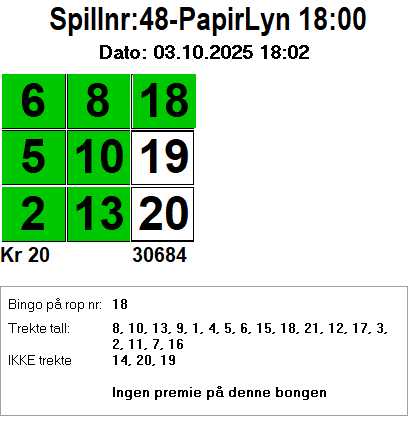 Spillnr:48-PapirLyn 18:00
Dato: 03.10.2025 18:02
6 8 18
5 10 19
2 13 20
Kr 20 30684
Bingo på rop nr: 18
Trekte tall: 8, 10, 13, 9, 1, 4, 5, 6, 15, 18, 21, 12, 17, 3,
2, 11, 7, 16
IKKE trekte 14, 20, 19
Ingen premie på denne bongen